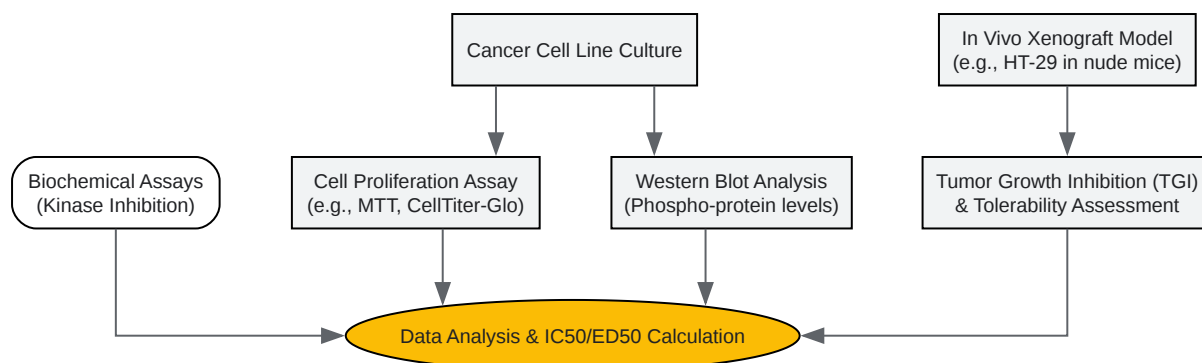 Cancer Cell Line Culture
In Vivo Xenograft Model
(e.g., HT-29 in nude mice)
Biochemical Assays
(Kinase Inhibition)
Cell Proliferation Assay
(e.g., MTT, CellTiter-Glo)
Western Blot Analysis
(Phospho-protein levels)
Tumor Growth Inhibition (TGI)
& Tolerability Assessment
Data Analysis & IC50/ED50 Calculation